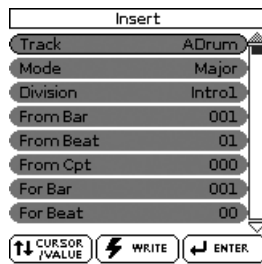 Insert
Track ADrum
Mode Major
Division Intro1
From Bar 001
From Beat 01
From Cpt 000
For Bar 001
For Beat 00
CURSOR /VALUE WRITE ENTER